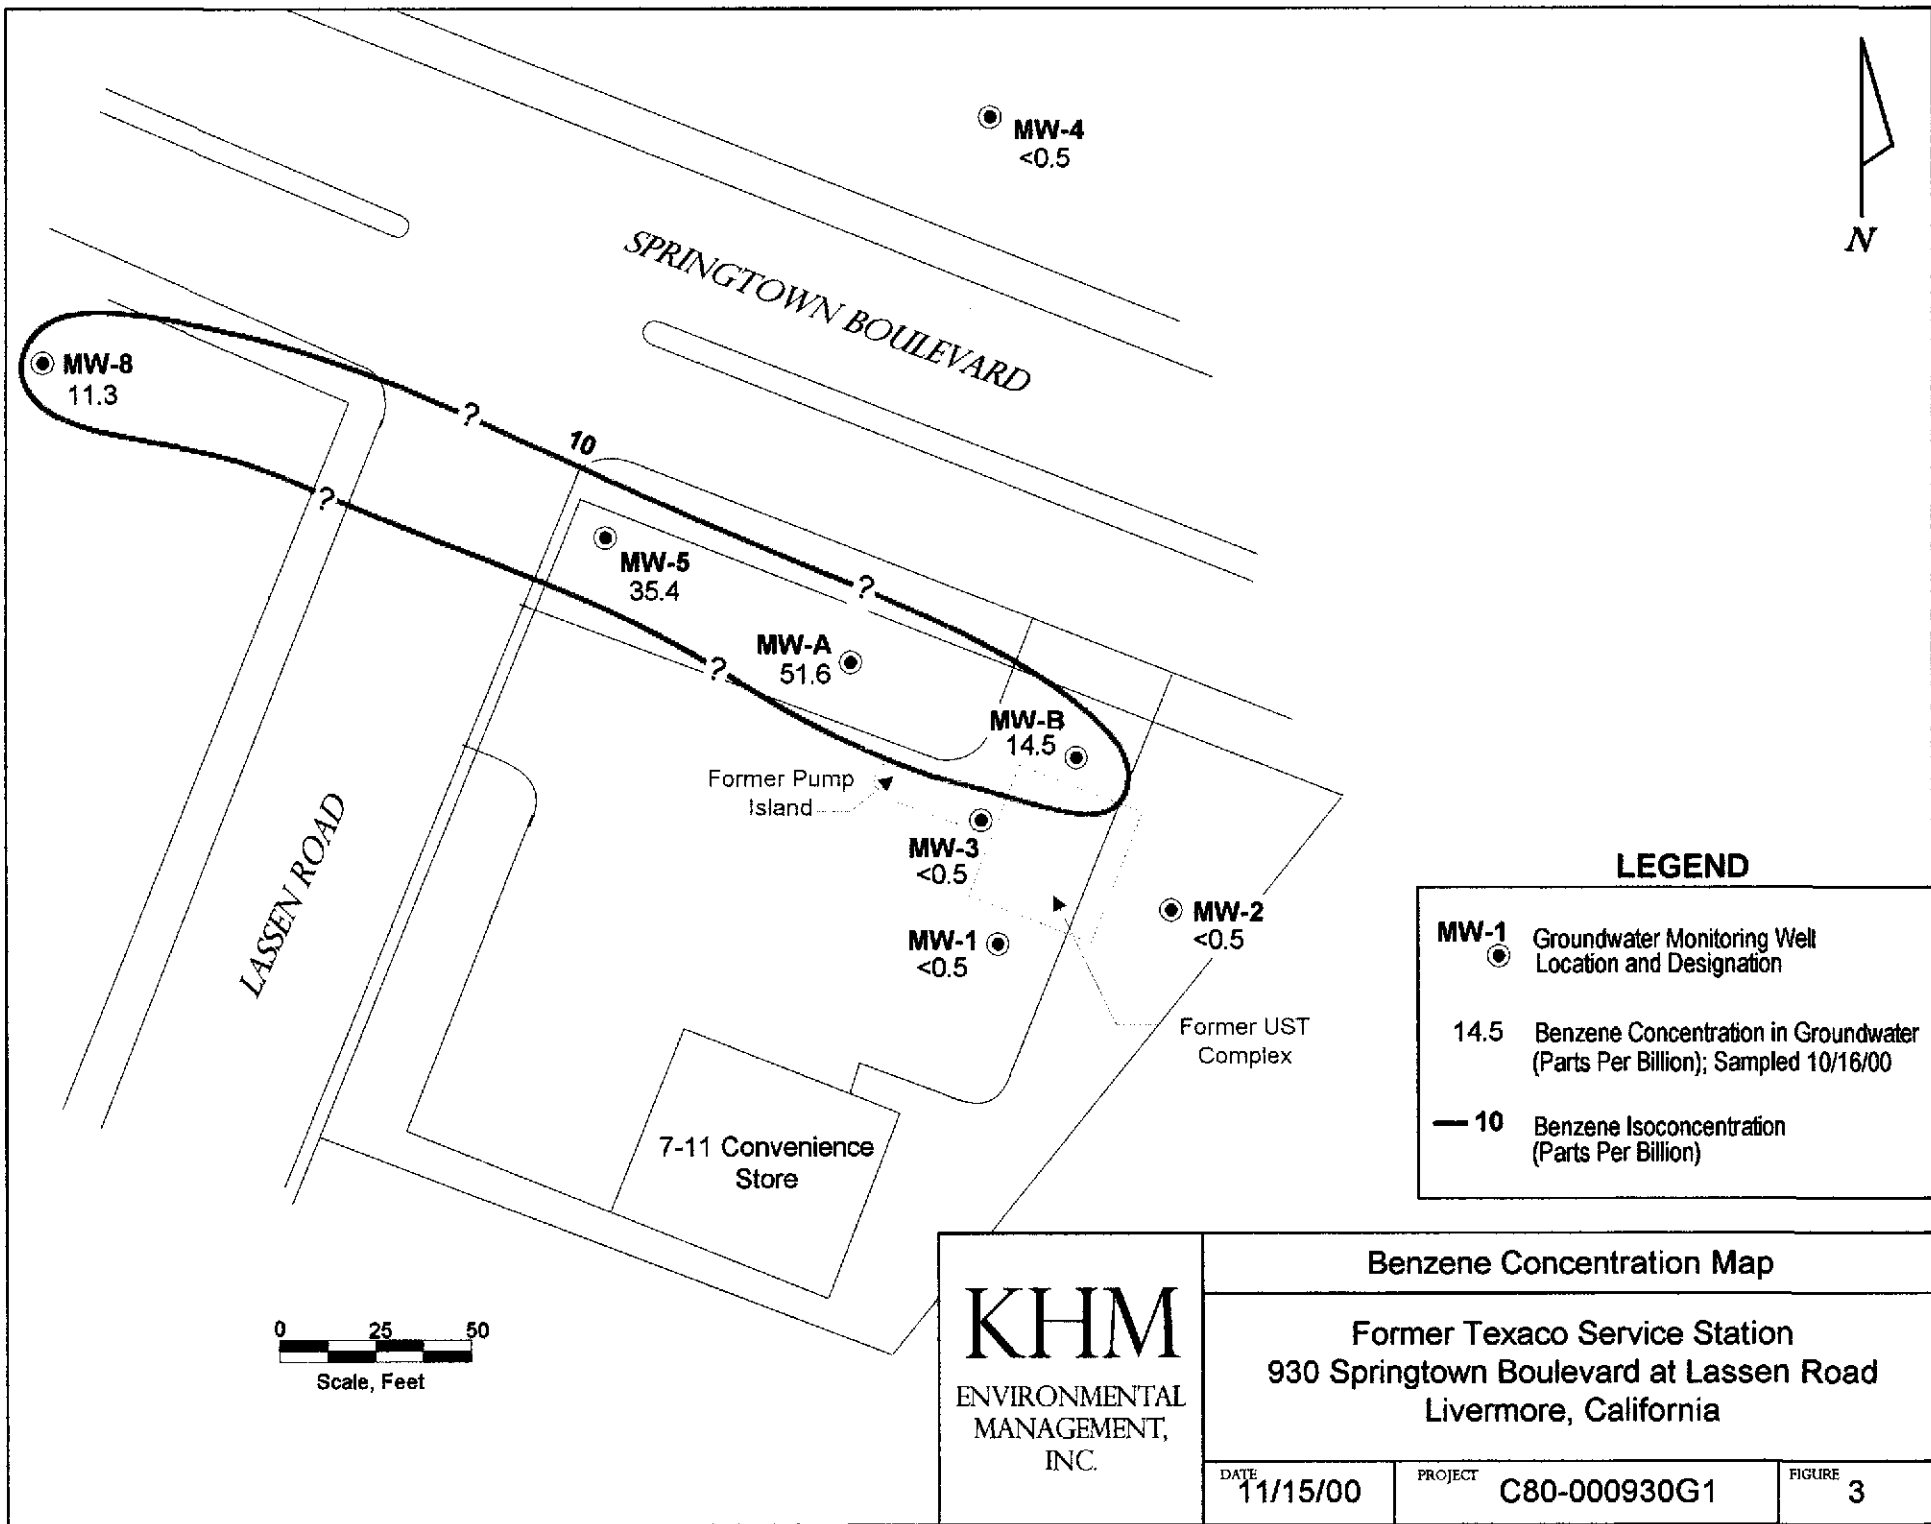 MW-4
<0.5
N
SPRINGTOWN BOULEVARD
MW-8
11.3
?
10
?
MW-5
35.4
?
MW-A
51.6
?
MW-B
14.5
Former Pump
Island
MW-3
<0.5
MW-2
<0.5
MW-1
<0.5
LASSEN ROAD
Former UST
Complex
7-11 Convenience
Store
0 25 50
Scale, Feet
LEGEND
MW-1 Groundwater Monitoring Well
Location and Designation
14.5 Benzene Concentration in Groundwater
(Parts Per Billion); Sampled 10/16/00
10 Benzene Isoconcentration
(Parts Per Billion)
KHM
ENVIRONMENTAL
MANAGEMENT,
INC.
Benzene Concentration Map
Former Texaco Service Station
930 Springtown Boulevard at Lassen Road
Livermore, California
DATE 11/15/00
PROJECT C80-000930G1
FIGURE 3